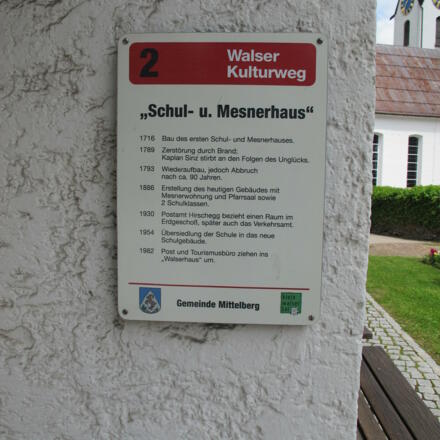 2
Walser
Kulturweg
„Schul- u. Mesnerhaus"
1716 Bau des ersten Schul- und Mesnerhauses.
1789 Zerstörung durch Brand;
Kaplan Sinz stirbt an den Folgen des Unglücks.
1793 Wiederaufbau, jedoch Abbruch
nach ca. 90 Jahren.
1886 Erstellung des heutigen Gebäudes mit
Mesnerwohnung und Pfarrsaal sowie
2 Schulklassen.
1930 Postamt Hirschegg bezieht einen Raum im
Erdgeschoß, später auch das Verkehrsamt.
1954 Übersiedlung der Schule in das neue
Schulgebäude.
1982 Post und Tourismusbüro ziehen ins
„Walserhaus" um.
Gemeinde Mittelberg
klein
walser
tal